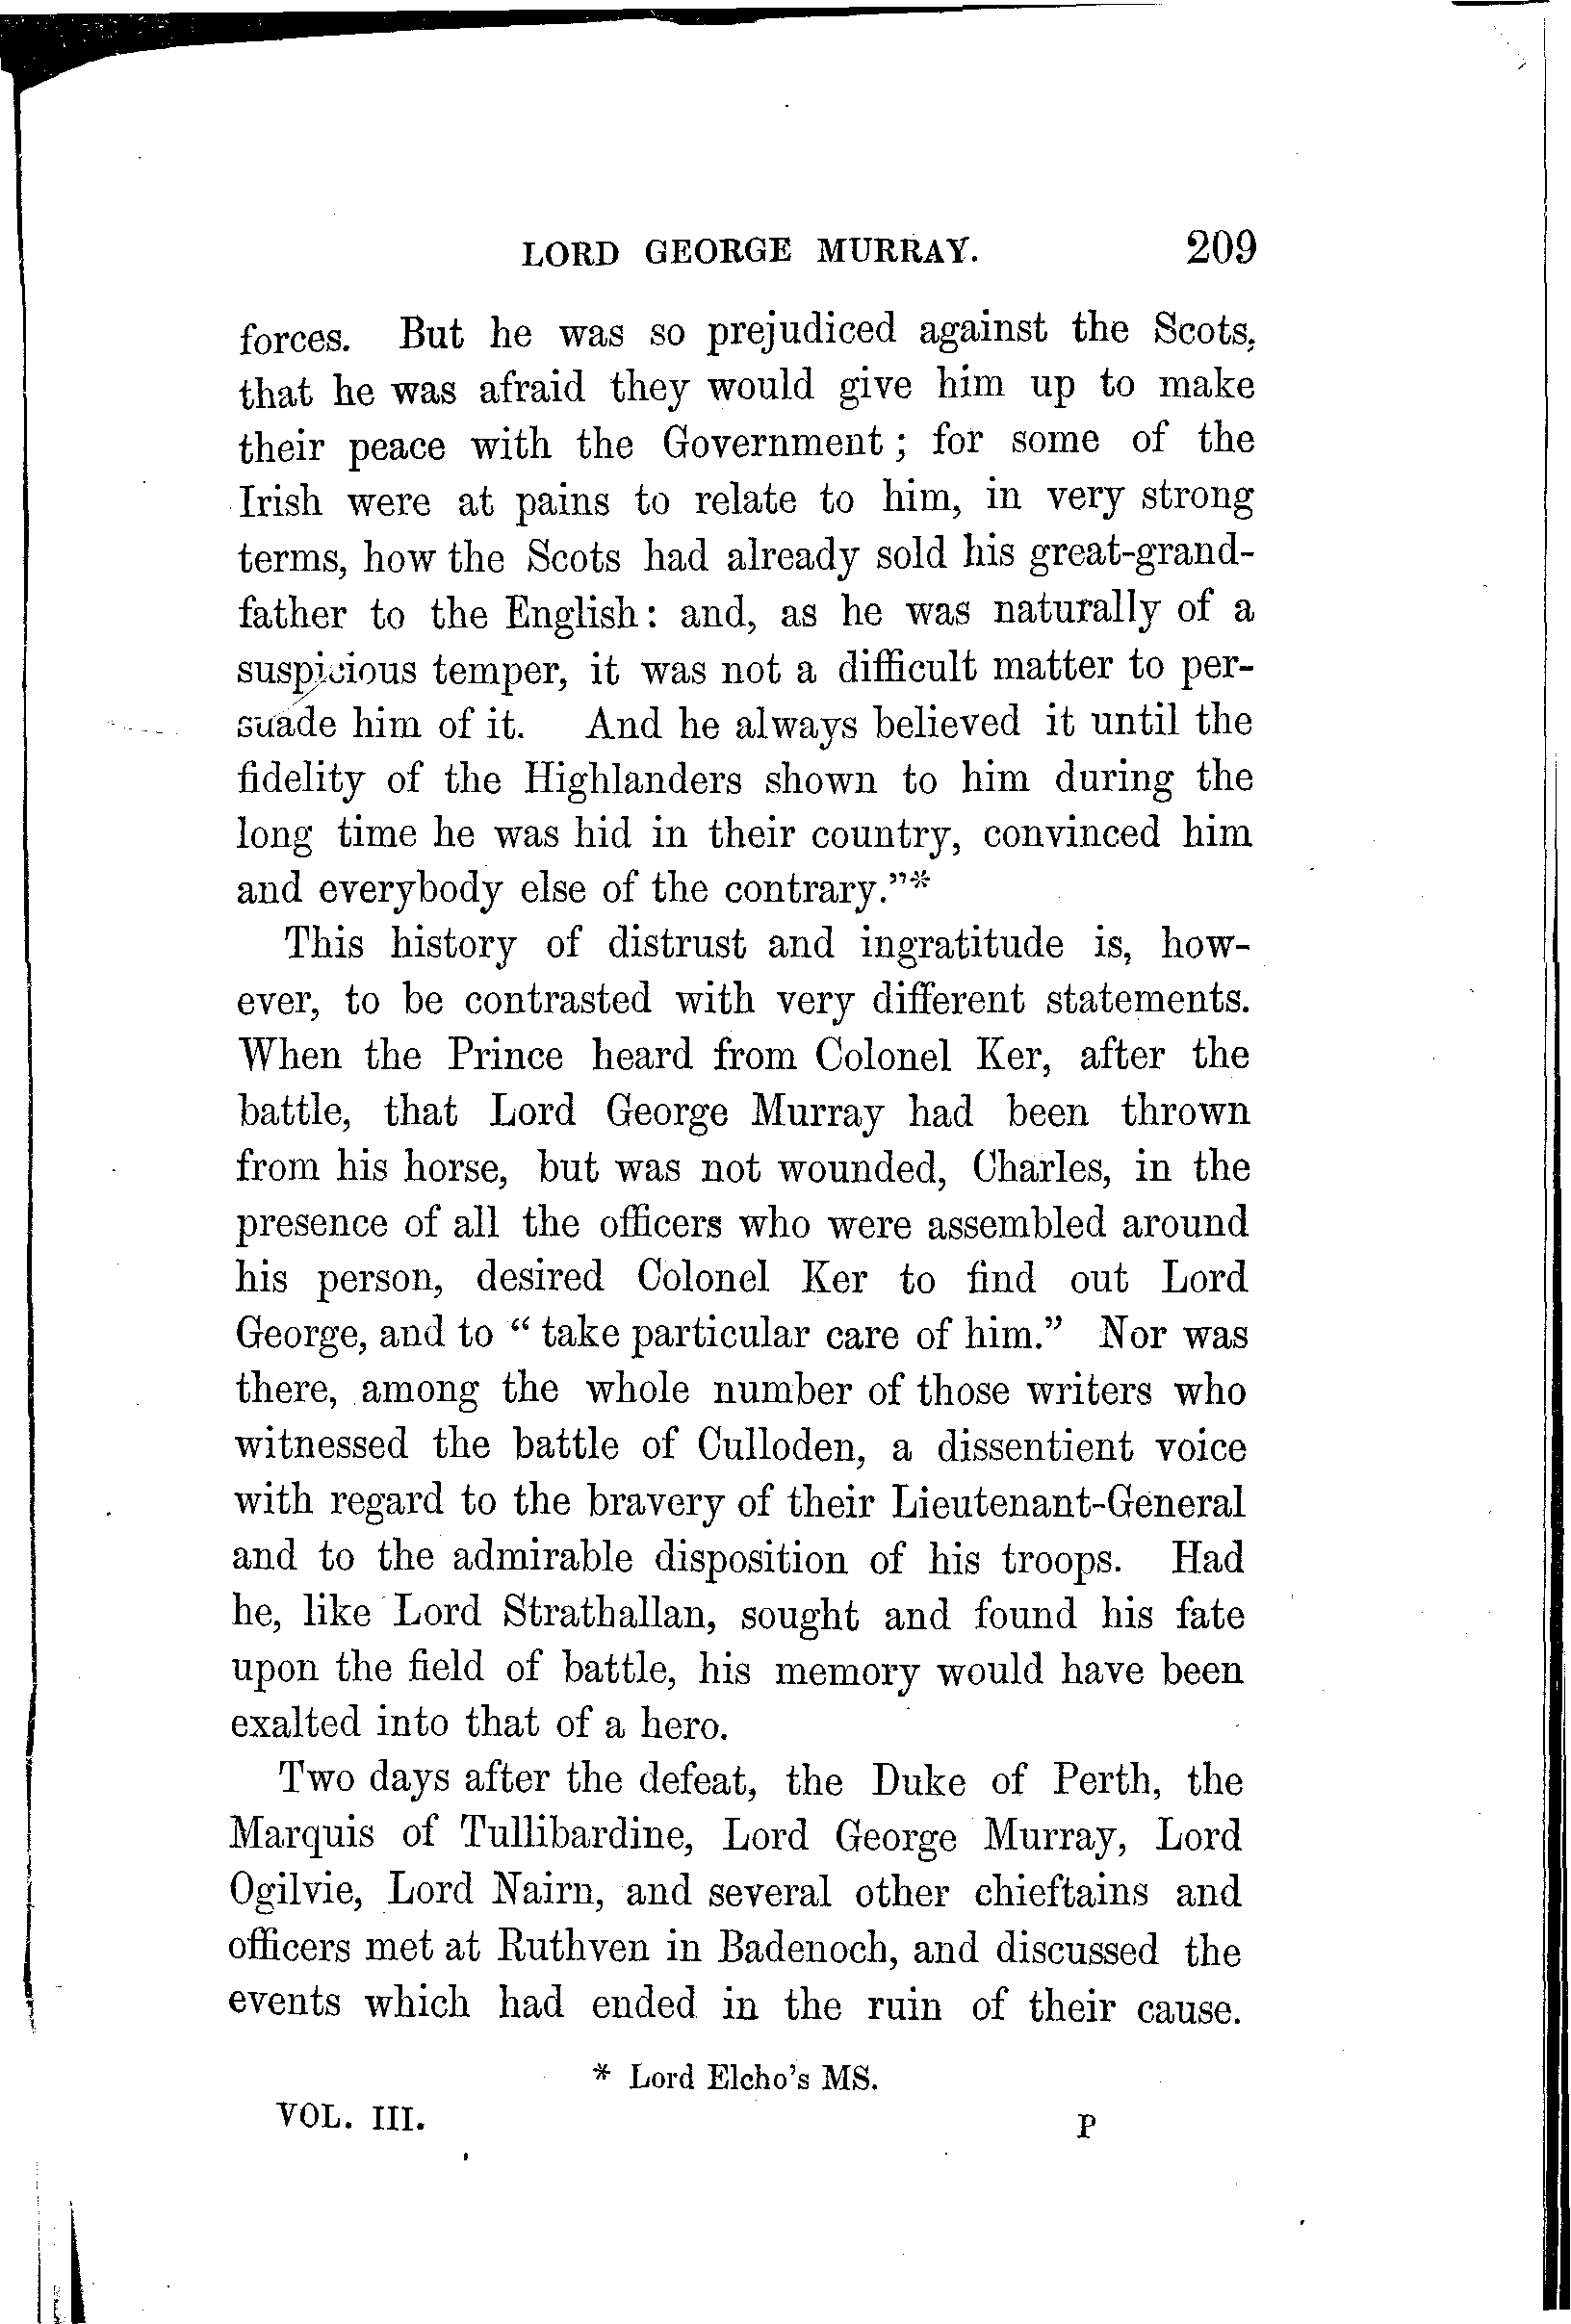 LORD GEORGE MURRAY. 209
forces. But he was so prejudiced against the Scots,
that he was afraid they would give him up to make
their peace with the Government ; for some of the
Irish were at pains to relate to him, in very strong
terms, how the Scots had already sold his great-grand-
father to the English: and, as he was naturally of a
suspicious temper, it was not a difficult matter to per-
suade him of it. And he always believed it until the
fidelity of the Highlanders shown to him during the
long time he was hid in their country, convinced him
and everybody else of the contrary."*
This history of distrust and ingratitude is, how-
ever, to be contrasted with very different statements.
When the Prince heard from Colonel Ker, after the
battle, that Lord George Murray had been thrown
from his horse, but was not wounded, Charles, in the
presence of all the officers who were assembled around
his person, desired Colonel Ker to find out Lord
George, and to " take particular care of him." Nor was
there, among the whole number of those writers who
witnessed the battle of Culloden, a dissentient voice
with regard to the bravery of their Lieutenant-General
and to the admirable disposition of his troops. Had
he, like Lord Strathallan, sought and found his fate
upon the field of battle, his memory would have been
exalted into that of a hero.
Two days after the defeat, the Duke of Perth, the
Marquis of Tullibardine, Lord George Murray, Lord
Ogilvie, Lord Nairn, and several other chieftains and
officers met at Ruthven in Badenoch, and discussed the
events which had ended in the ruin of their cause.
* Lord Elcho's MS.
VOL. III. P